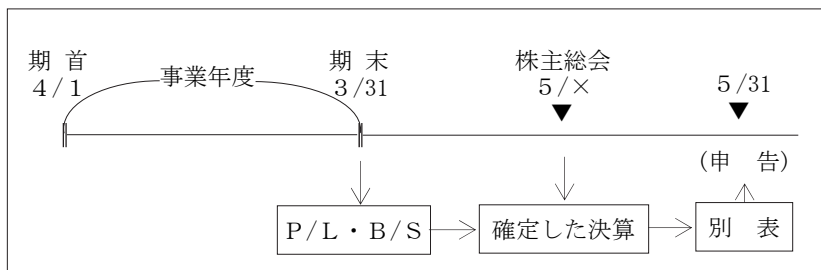 期首
4/1
事業年度
期末
3/31
株主総会
5/×
5/31
(申 告)
P/L・B/S
確定した決算
別 表